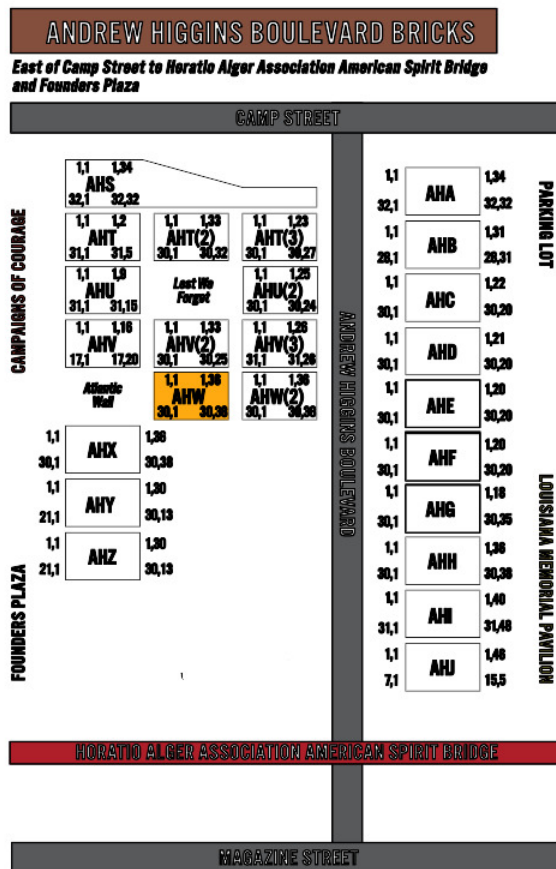 ANDREW HIGGINS BOULEVARD BRICKS
East of Camp Street to Horatio Alger Association American Spirit Bridge
and Founders Plaza
CAMP STREET
1,1 1,34
AHS
32,1 32,32
1,1 1,2
AHT
31,1 31,5
1,1 1,33
AHT(2)
30,1 30,32
1,1 1,23
AHT(3)
30,1 30,27
1,1 1,9
AHU
31,1 31,15
Lest We
Forget
1,1 1,25
AHU(2)
30,1 30,24
1,1 1,16
AHV
17,1 17,20
1,1 1,33
AHV(2)
30,1 30,25
1,1 1,26
AHV(3)
31,1 31,26
Atlantic
Wall
1,1 1,36
AHW
30,1 30,38
1,1 1,36
AHW(2)
30,1 30,38
1,1 1,36
AHX
30,1 30,38
1,1 1,30
AHY
21,1 30,13
1,1 1,30
AHZ
21,1 30,13
CAMPAIGNS OF COURAGE
FOUNDERS PLAZA
ANDREW HIGGINS BOULEVARD
1,1 1,34
AHA
32,1 32,32
1,1 1,31
AHB
28,1 28,31
1,1 1,22
AHC
30,1 30,20
1,1 1,21
AHD
30,1 30,20
1,1 1,20
AHE
30,1 30,20
1,1 1,20
AHF
30,1 30,20
1,1 1,18
AHG
30,1 30,35
1,1 1,36
AHH
30,1 30,38
1,1 1,40
AHI
31,1 31,48
1,1 1,46
AHJ
7,1 15,5
PARKING LOT
LOUISIANA MEMORIAL PAVILION
HORATIO ALGER ASSOCIATION AMERICAN SPIRIT BRIDGE
MAGAZINE STREET